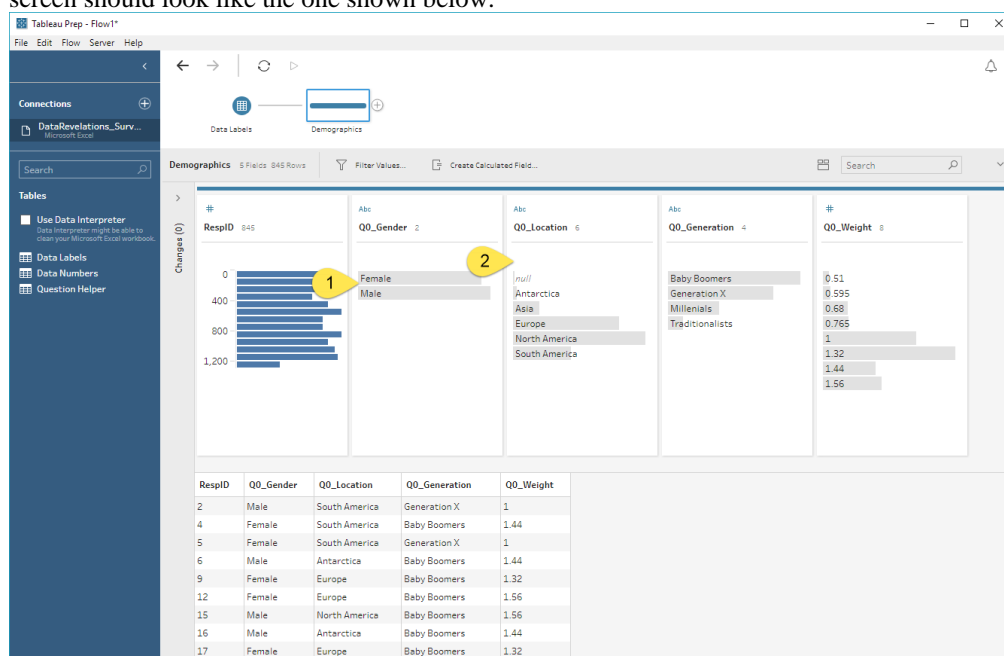 screen should look like the one shown below.
Tableau Prep - Flow1*
File Edit Flow Server Help
Connections
DataRevelations_Surv...
Microsoft Excel
Search
Tables
Use Data Interpreter
Data Interpreter might be able to
clean your Microsoft Excel workbook.
Data Labels
Data Numbers
Question Helper
Data Labels
Demographics
Demographics 5 Fields 845 Rows Filter Values... Create Calculated Field... Search
Changes (0)
#
RespID 845
0
400
800
1,200
Abc
Q0_Gender 2
1
Female
Male
Abc
Q0_Location 6
2
null
Antarctica
Asia
Europe
North America
South America
Abc
Q0_Generation 4
Baby Boomers
Generation X
Millenials
Traditionalists
#
Q0_Weight 8
0.51
0.595
0.68
0.765
1
1.32
1.44
1.56
RespID Q0_Gender Q0_Location Q0_Generation Q0_Weight
2 Male South America Generation X 1
4 Female South America Baby Boomers 1.44
5 Female South America Generation X 1
6 Male Antarctica Baby Boomers 1.44
9 Female Europe Baby Boomers 1.32
12 Female Europe Baby Boomers 1.56
15 Male North America Baby Boomers 1.56
16 Male Antarctica Baby Boomers 1.44
17 Female Europe Baby Boomers 1.32